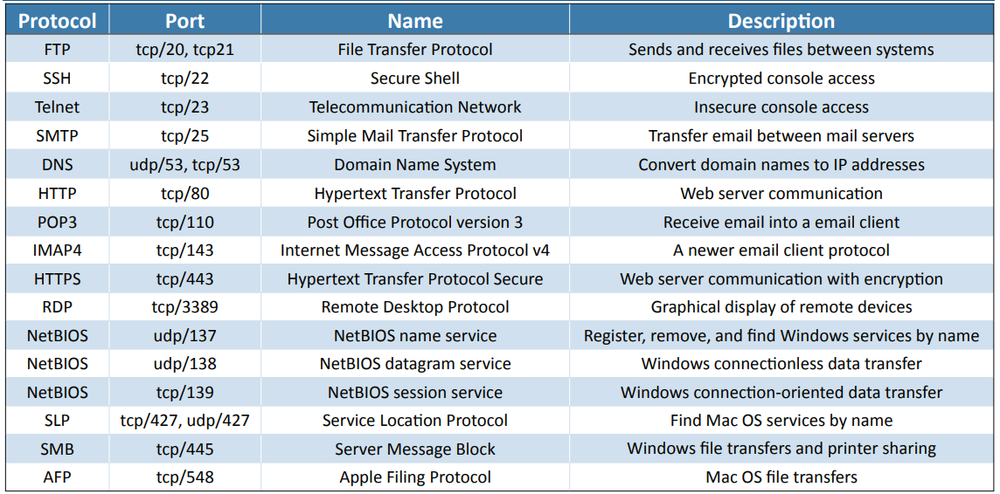 Protocol Port Name Description
FTP tcp/20, tcp21 File Transfer Protocol Sends and receives files between systems
SSH tcp/22 Secure Shell Encrypted console access
Telnet tcp/23 Telecommunication Network Insecure console access
SMTP tcp/25 Simple Mail Transfer Protocol Transfer email between mail servers
DNS udp/53, tcp/53 Domain Name System Convert domain names to IP addresses
HTTP tcp/80 Hypertext Transfer Protocol Web server communication
POP3 tcp/110 Post Office Protocol version 3 Receive email into a email client
IMAP4 tcp/143 Internet Message Access Protocol v4 A newer email client protocol
HTTPS tcp/443 Hypertext Transfer Protocol Secure Web server communication with encryption
RDP tcp/3389 Remote Desktop Protocol Graphical display of remote devices
NetBIOS udp/137 NetBIOS name service Register, remove, and find Windows services by name
NetBIOS udp/138 NetBIOS datagram service Windows connectionless data transfer
NetBIOS tcp/139 NetBIOS session service Windows connection-oriented data transfer
SLP tcp/427, udp/427 Service Location Protocol Find Mac OS services by name
SMB tcp/445 Server Message Block Windows file transfers and printer sharing
AFP tcp/548 Apple Filing Protocol Mac OS file transfers